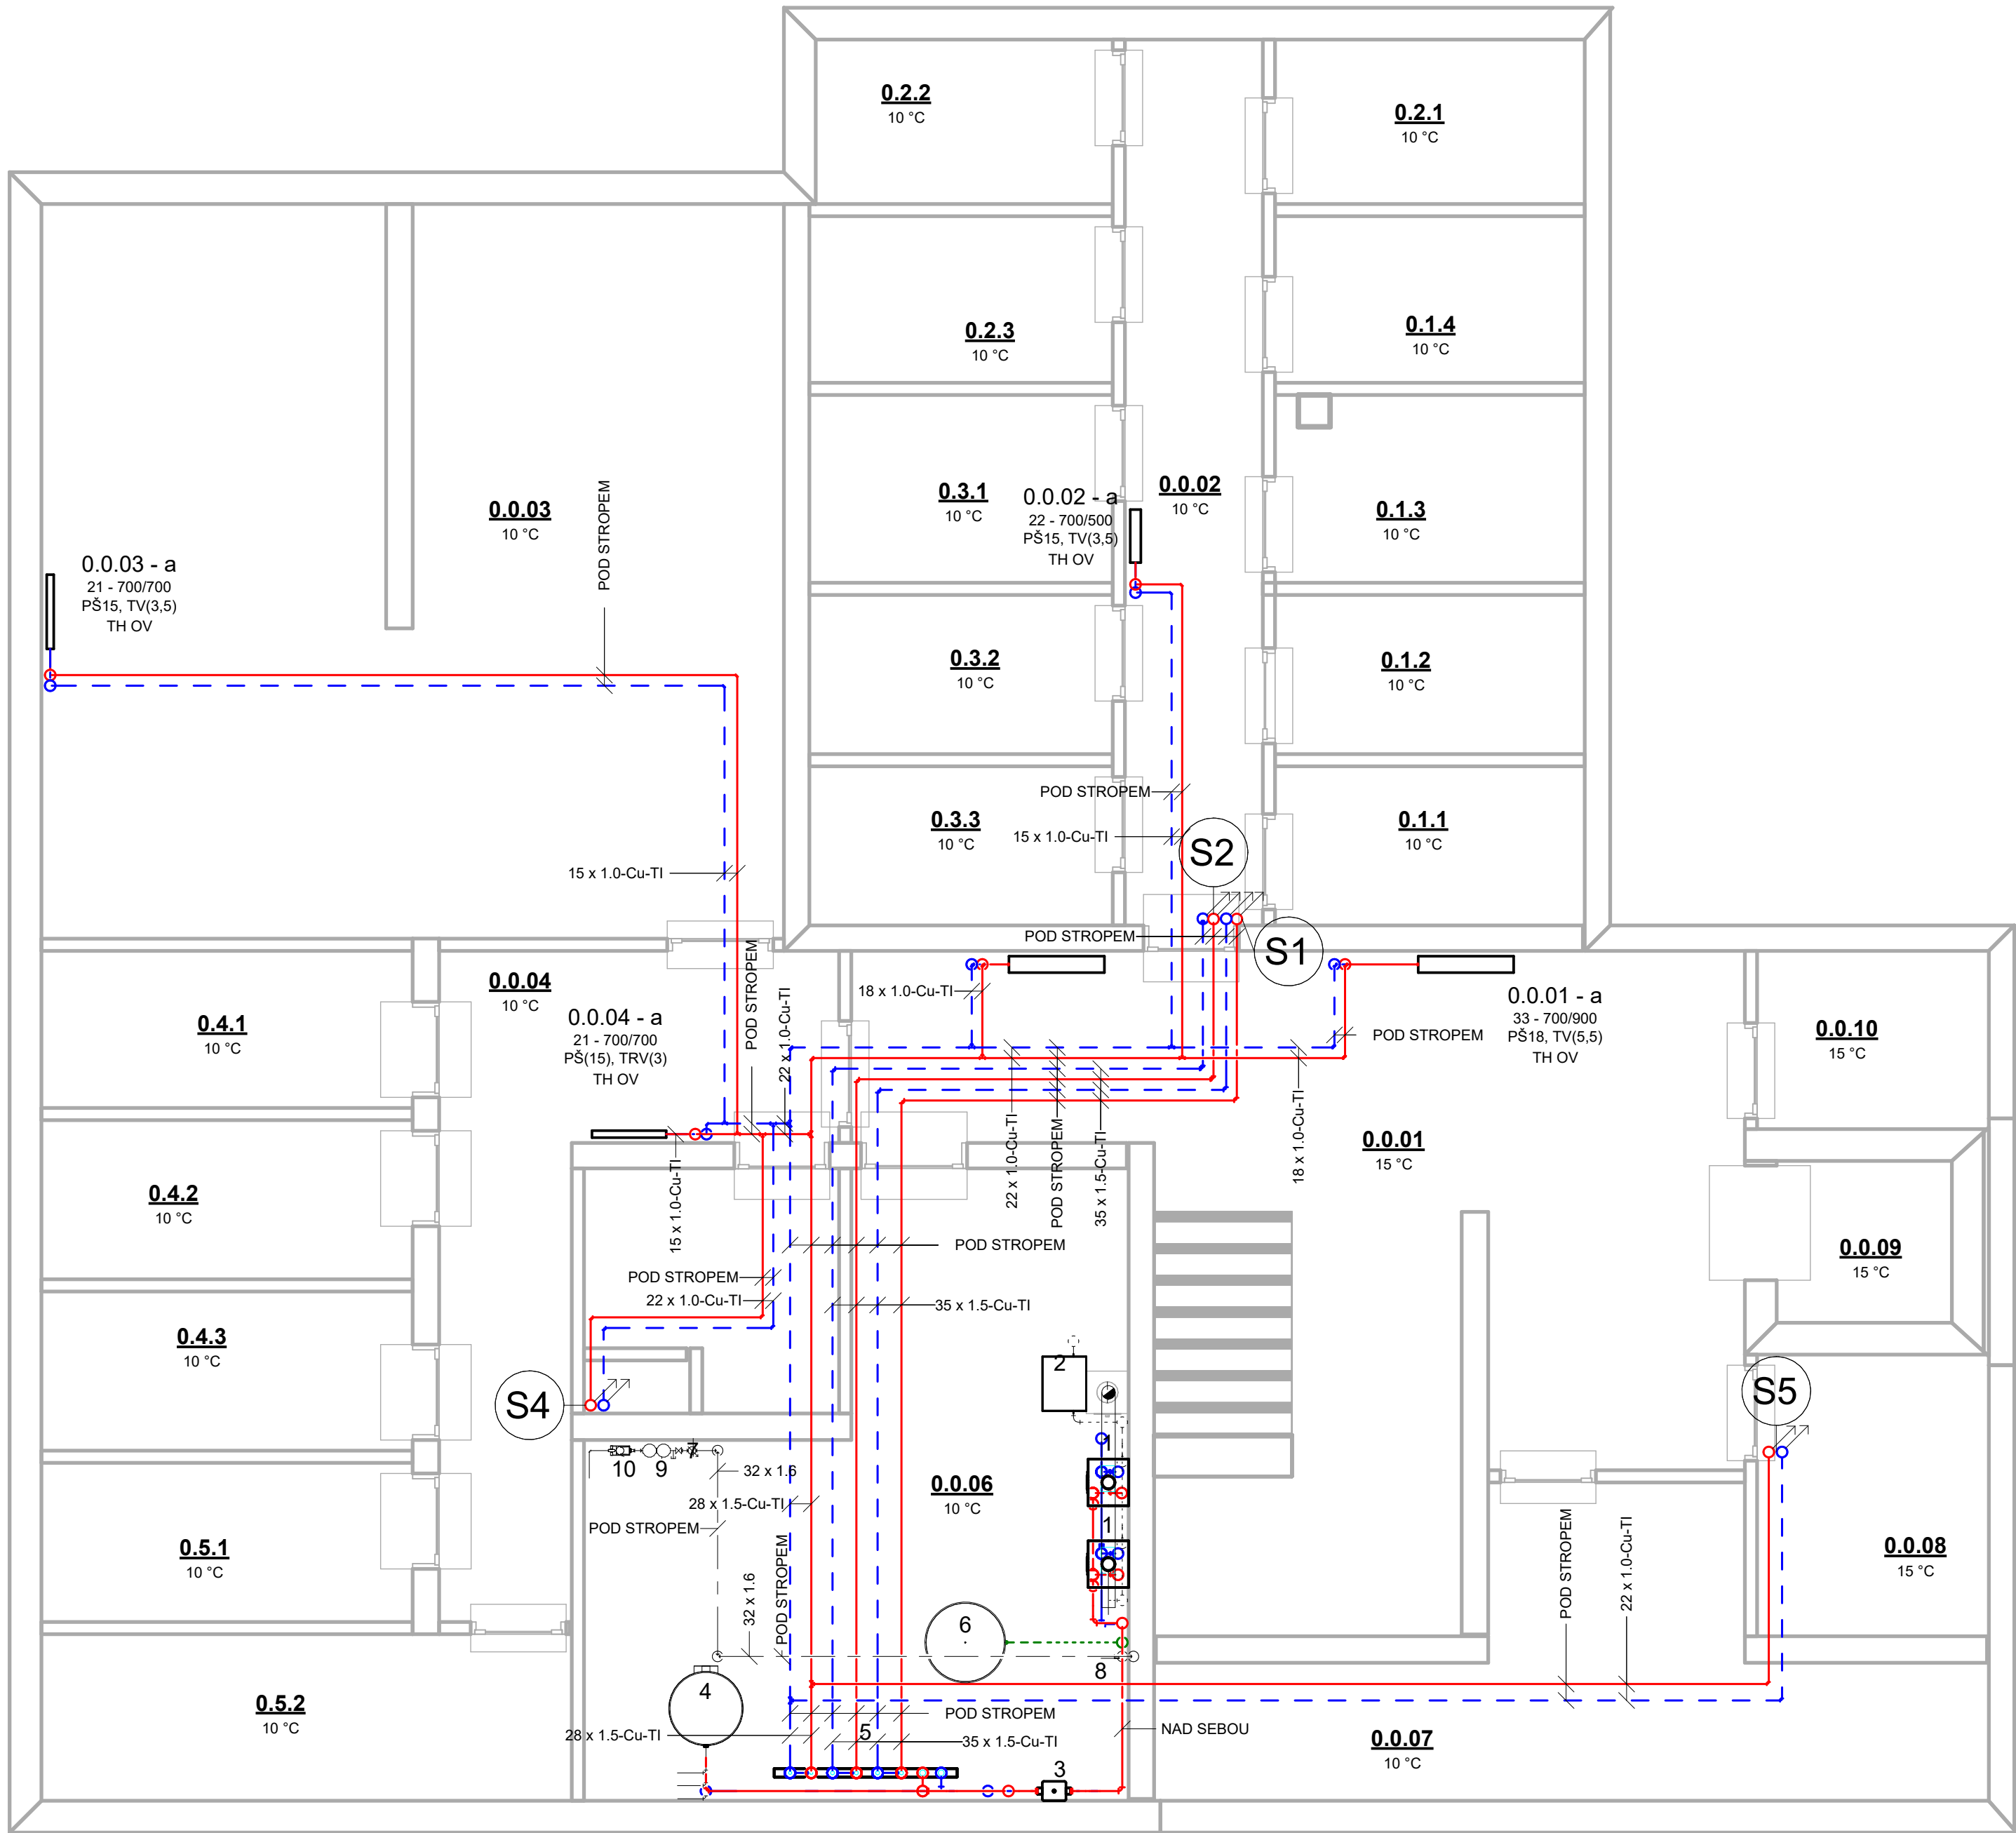 0.2.2
10 °C
0.2.1
10 °C
0.2.3
10 °C
0.1.4
10 °C
0.0.03
10 °C
POD STROPEM
0.3.1
10 °C
0.0.02 - a
22 - 700/500
PŠ15, TV(3,5)
TH OV
0.0.02
10 °C
0.1.3
10 °C
0.0.03 - a
21 - 700/700
PŠ15, TV(3,5)
TH OV
0.3.2
10 °C
0.1.2
10 °C
POD STROPEM
15 x 1.0-Cu-TI
0.3.3
10 °C
0.1.1
10 °C
S2
15 x 1.0-Cu-TI
POD STROPEM
S1
0.0.04
10 °C
POD STROPEM
22 x 1.0-Cu-TI
18 x 1.0-Cu-TI
0.4.1
10 °C
0.0.04 - a
21 - 700/700
PŠ(15), TRV(3)
TH OV
POD STROPEM
0.0.01 - a
33 - 700/900
PŠ18, TV(5,5)
TH OV
0.0.10
15 °C
15 x 1.0-Cu-TI
22 x 1.0-Cu-TI
POD STROPEM
35 x 1.5-Cu-TI
18 x 1.0-Cu-TI
0.0.01
15 °C
0.4.2
10 °C
POD STROPEM
0.0.09
15 °C
POD STROPEM
22 x 1.0-Cu-TI
35 x 1.5-Cu-TI
0.4.3
10 °C
2
S4
S5
1
7
10
9
32 x 1.6
28 x 1.5-Cu-TI
POD STROPEM
0.0.06
10 °C
1
0.5.1
10 °C
0.0.08
15 °C
32 x 1.6
POD STROPEM
POD STROPEM
22 x 1.0-Cu-TI
6
8
4
0.5.2
10 °C
POD STROPEM
NAD SEBOU
28 x 1.5-Cu-TI
5
35 x 1.5-Cu-TI
0.0.07
10 °C
3